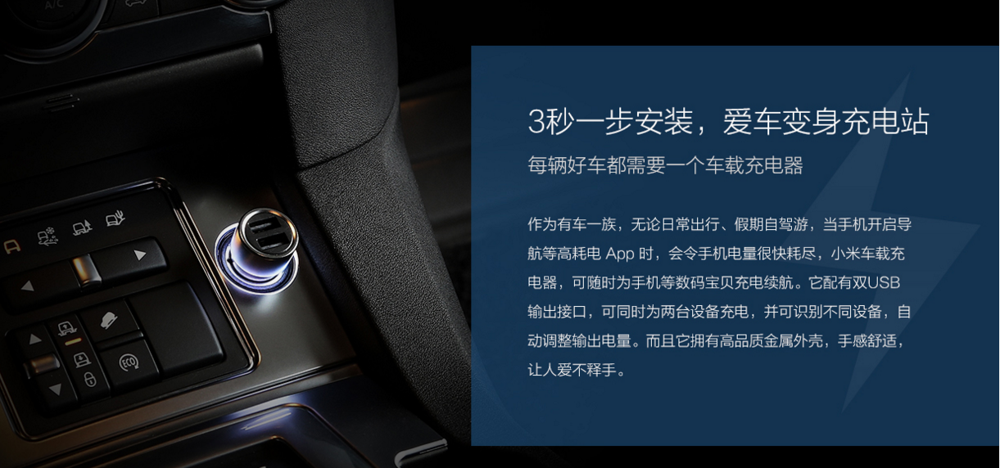 A/C
3秒一步安装，爱车变身充电站
每辆好车都需要一个车载充电器
作为有车一族，无论日常出行、假期自驾游，当手机开启导
航等高耗电 App 时，会令手机电量很快耗尽，小米车载充
电器，可随时为手机等数码宝贝充电续航。它配有双USB
输出接口，可同时为两台设备充电，并可识别不同设备，自
动调整输出电量。而且它拥有高品质金属外壳，手感舒适，
让人爱不释手。
ECO